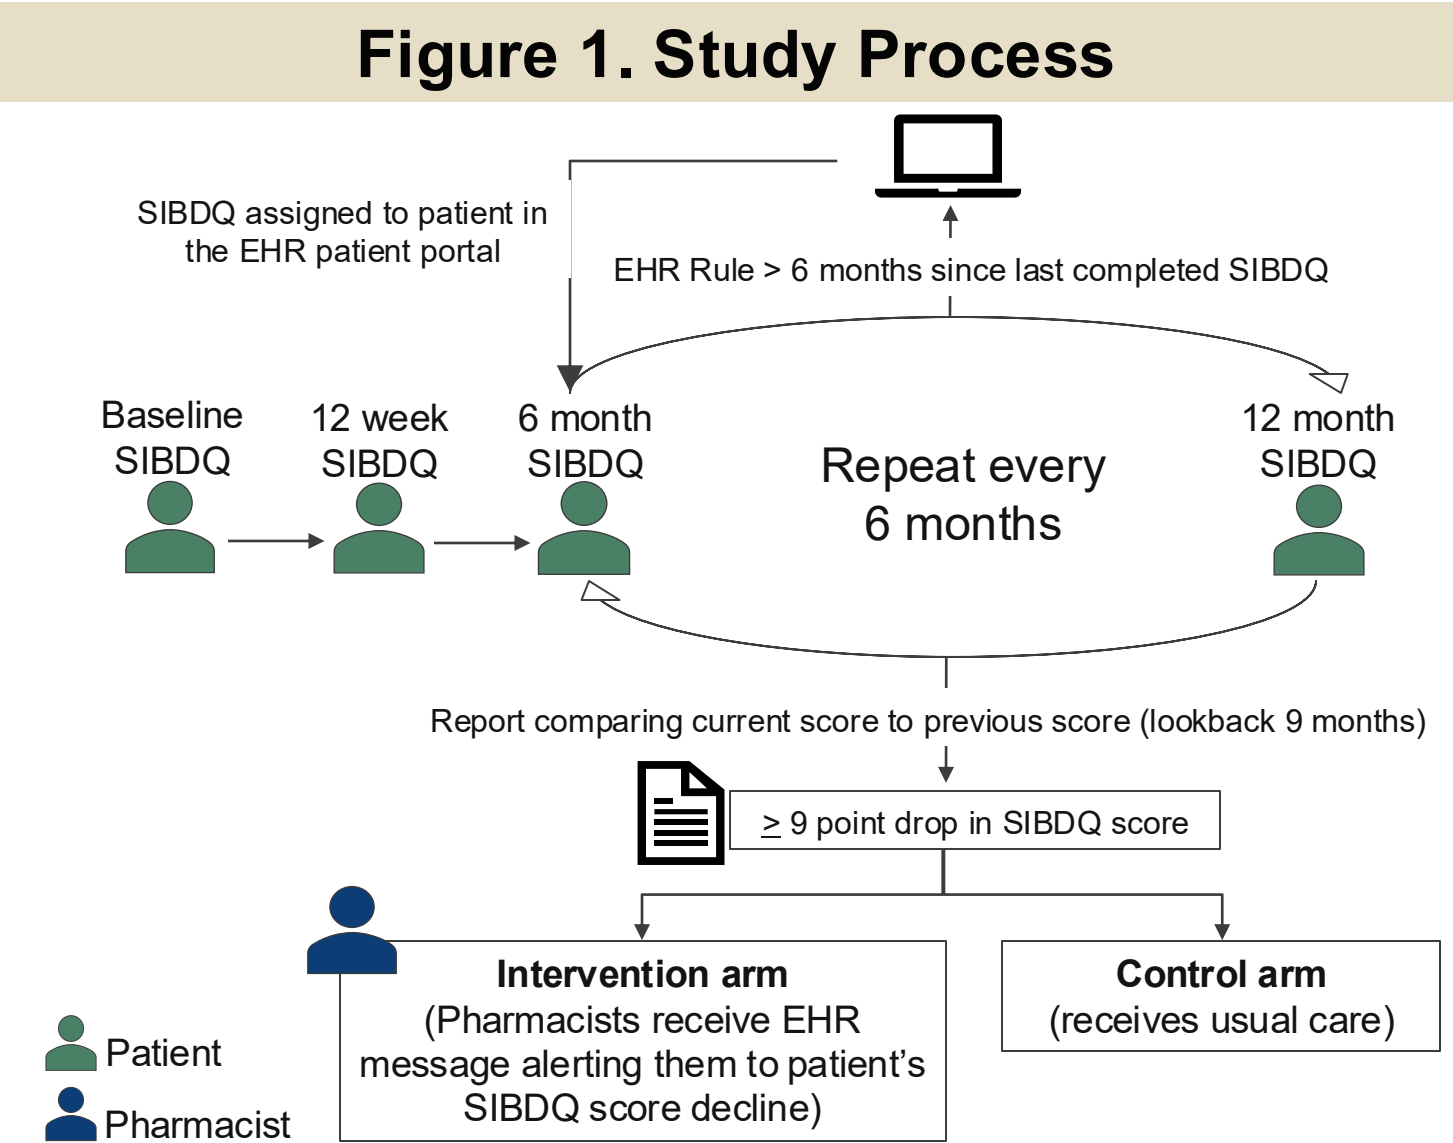 Figure 1. Study Process
SIBDQ assigned to patient in
the EHR patient portal
EHR Rule > 6 months since last completed SIBDQ
Baseline
SIBDQ
12 week
SIBDQ
6 month
SIBDQ
Repeat every
6 months
12 month
SIBDQ
Report comparing current score to previous score (lookback 9 months)
≥ 9 point drop in SIBDQ score
Intervention arm
(Pharmacists receive EHR
message alerting them to patient’s
SIBDQ score decline)
Control arm
(receives usual care)
Patient
Pharmacist